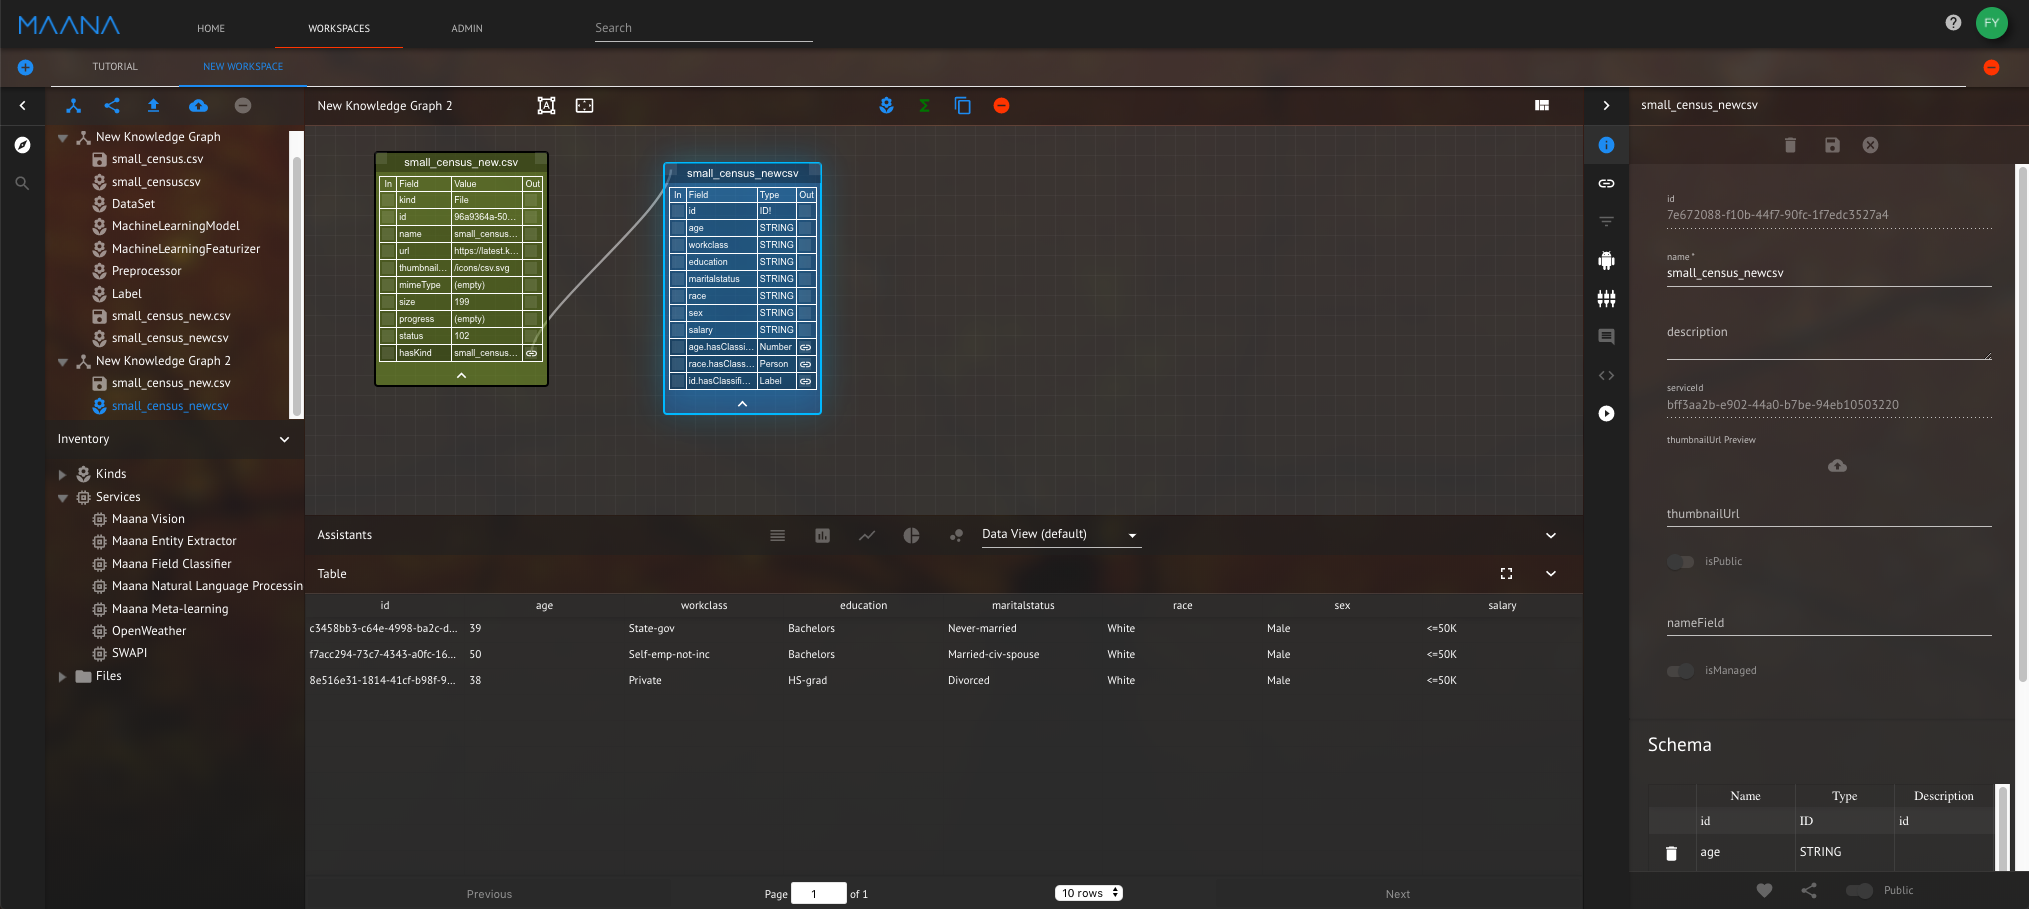 MAANA
HOME
WORKSPACES
ADMIN
Search
FY
TUTORIAL
NEW WORKSPACE
New Knowledge Graph
small_census.csv
small_censuscsv
DataSet
MachineLearningModel
MachineLearningFeaturizer
Preprocessor
Label
small_census_new.csv
small_census_newcsv
New Knowledge Graph 2
small_census_new.csv
small_census_newcsv
Inventory
Kinds
Services
Maana Vision
Maana Entity Extractor
Maana Field Classifier
Maana Natural Language Processin
Maana Meta-learning
OpenWeather
SWAPI
Files
New Knowledge Graph 2
small_census_new.csv
In Field Value Out
kind File
id 96a9364a-50...
name small_census...
url https://latest.k...
thumbnail... /icons/csv.svg
mimeType (empty)
size 199
progress (empty)
status 102
hasKind small_census...
small_census_newcsv
In Field Type Out
id ID!
age STRING
workclass STRING
education STRING
maritalstatus STRING
race STRING
sex STRING
salary STRING
age.hasClassi... Number
race.hasClass... Person
id.hasClassifi... Label
Assistants
Data View (default)
Table
id age workclass education maritalstatus race sex salary
c3458bb3-c64e-4998-ba2c-d... 39 State-gov Bachelors Never-married White Male <=50K
f7acc294-73c7-4343-a0fc-16... 50 Self-emp-not-inc Bachelors Married-civ-spouse White Male <=50K
8e516e31-1814-41cf-b98f-9... 38 Private HS-grad Divorced White Male <=50K
Previous
Page 1 of 1
10 rows
Next
small_census_newcsv
id
7e672088-f10b-44f7-90fc-1f7edc3527a4
name *
small_census_newcsv
description
serviceId
bff3aa2b-e902-44a0-b7be-94eb10503220
thumbnailUrl Preview
thumbnailUrl
isPublic
nameField
isManaged
Schema
Name Type Description
id ID id
age STRING
Public